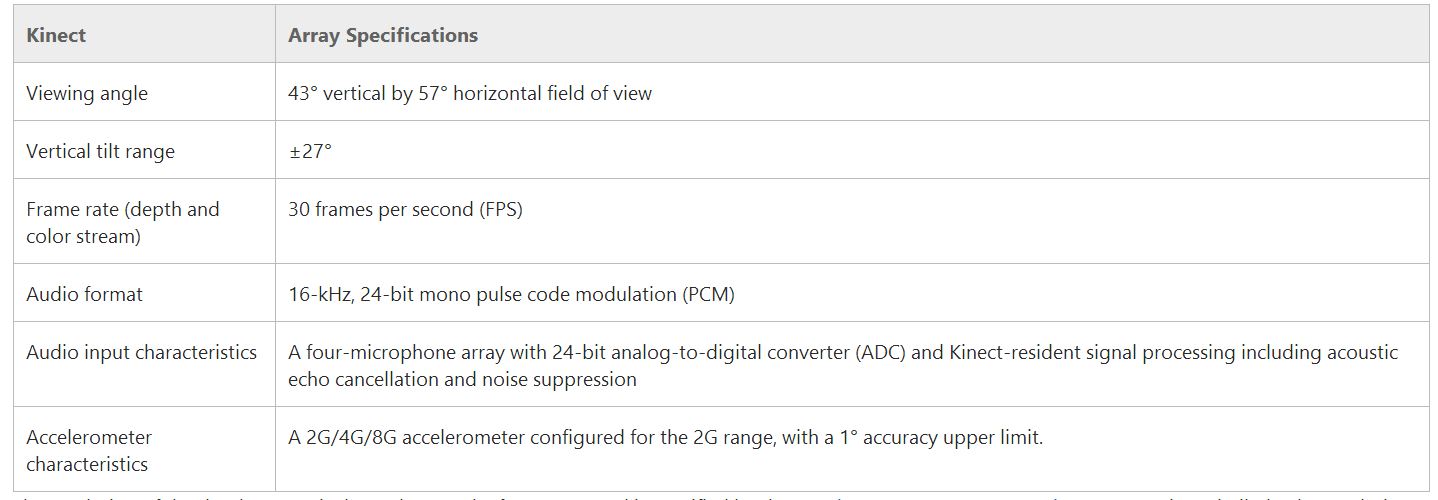 Kinect
Array Specifications
Viewing angle
43° vertical by 57° horizontal field of view
Vertical tilt range
±27°
Frame rate (depth and
color stream)
30 frames per second (FPS)
Audio format
16-kHz, 24-bit mono pulse code modulation (PCM)
Audio input characteristics
A four-microphone array with 24-bit analog-to-digital converter (ADC) and Kinect-resident signal processing including acoustic
echo cancellation and noise suppression
Accelerometer
characteristics
A 2G/4G/8G accelerometer configured for the 2G range, with a 1° accuracy upper limit.